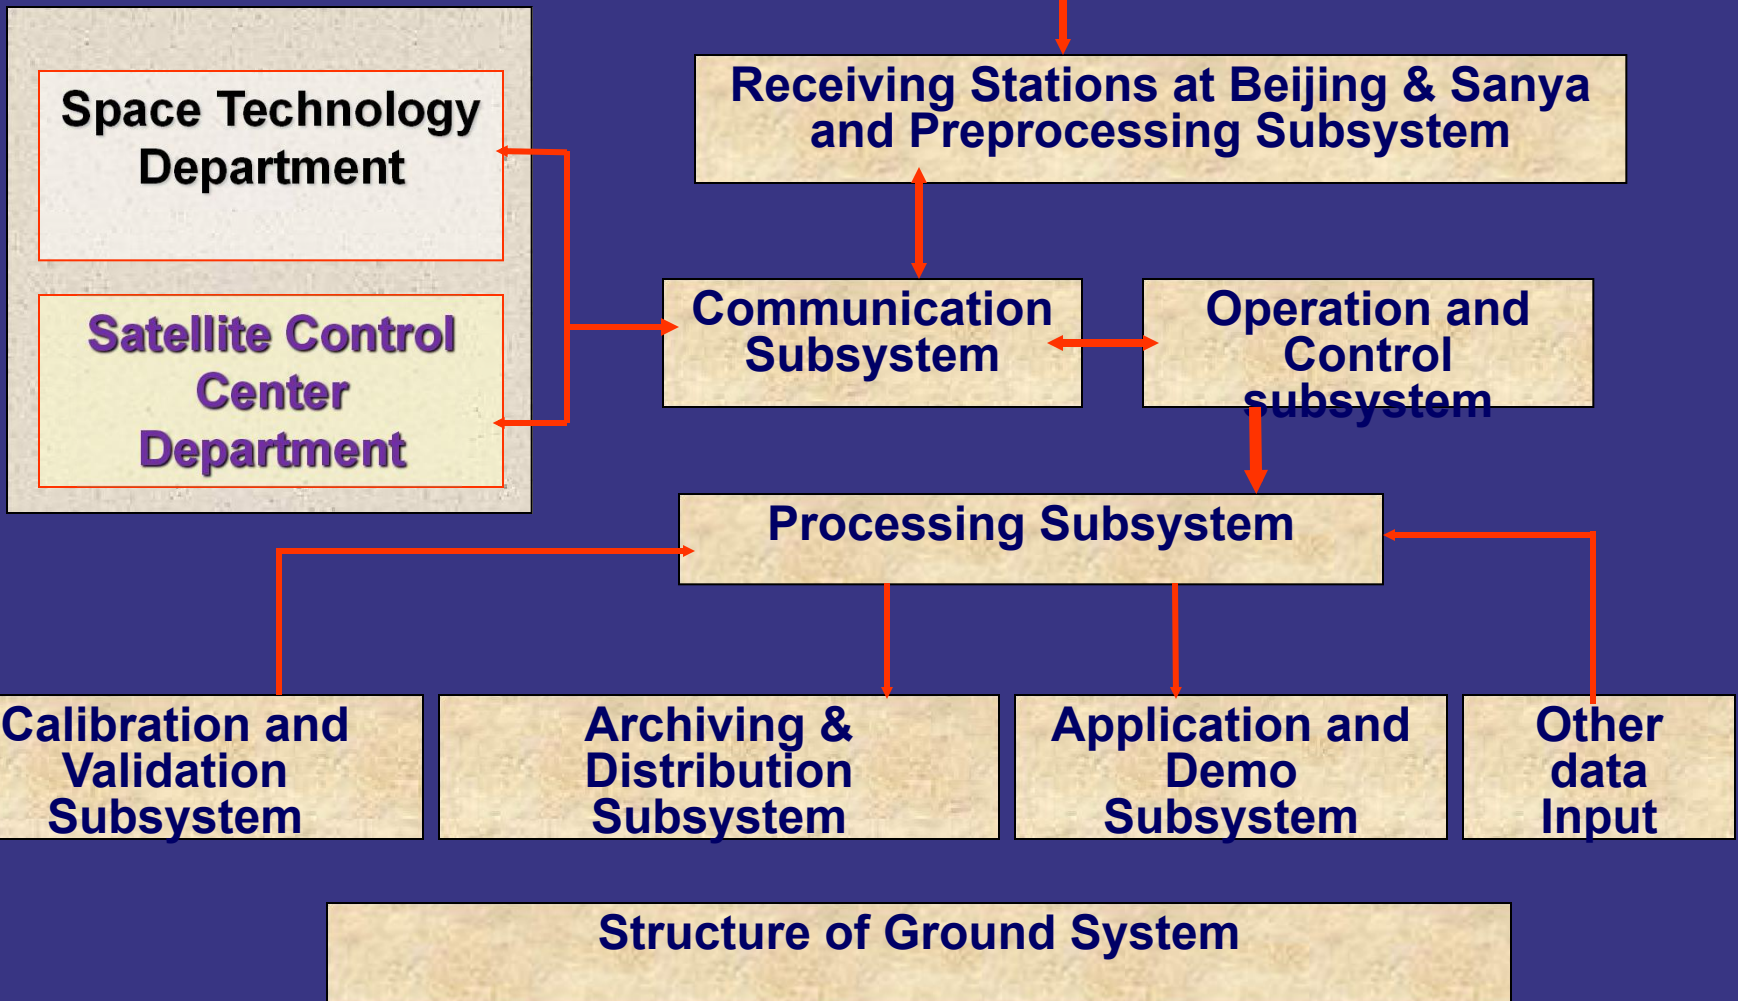 Space Technology
Department
Receiving Stations at Beijing & Sanya
and Preprocessing Subsystem
Satellite Control
Center
Department
Communication
Subsystem
Operation and
Control
subsystem
Processing Subsystem
Calibration and
Validation
Subsystem
Archiving &
Distribution
Subsystem
Application and
Demo
Subsystem
Other
data
Input
Structure of Ground System